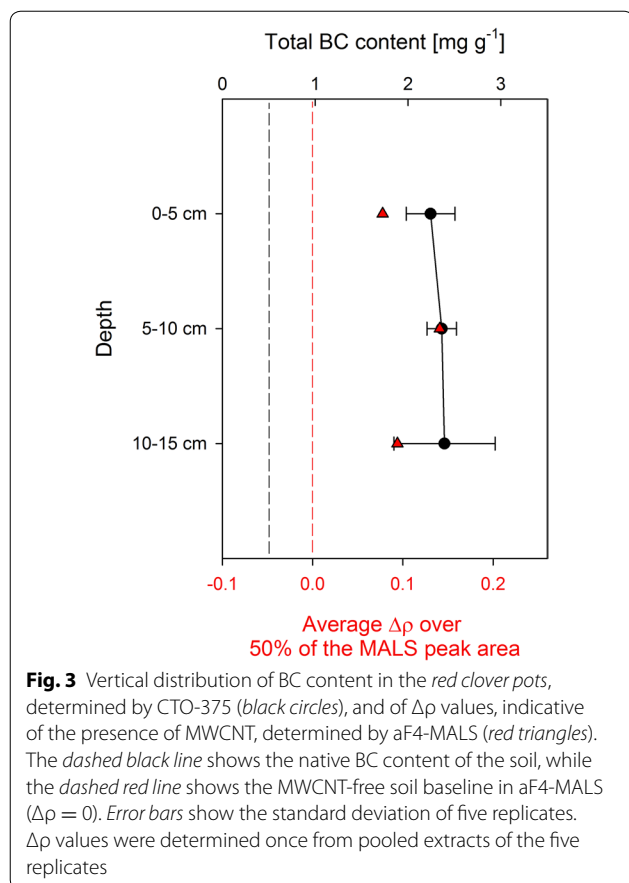 Total BC content [mg g⁻¹]
0 1 2 3
0-5 cm
5-10 cm
10-15 cm
Depth
-0.1 0.0 0.1 0.2
Average Δρ over
50% of the MALS peak area
Fig. 3 Vertical distribution of BC content in the red clover pots,
determined by CTO-375 (black circles), and of Δρ values, indicative
of the presence of MWCNT, determined by aF4-MALS (red triangles).
The dashed black line shows the native BC content of the soil, while
the dashed red line shows the MWCNT-free soil baseline in aF4-MALS
(Δρ = 0). Error bars show the standard deviation of five replicates.
Δρ values were determined once from pooled extracts of the five
replicates